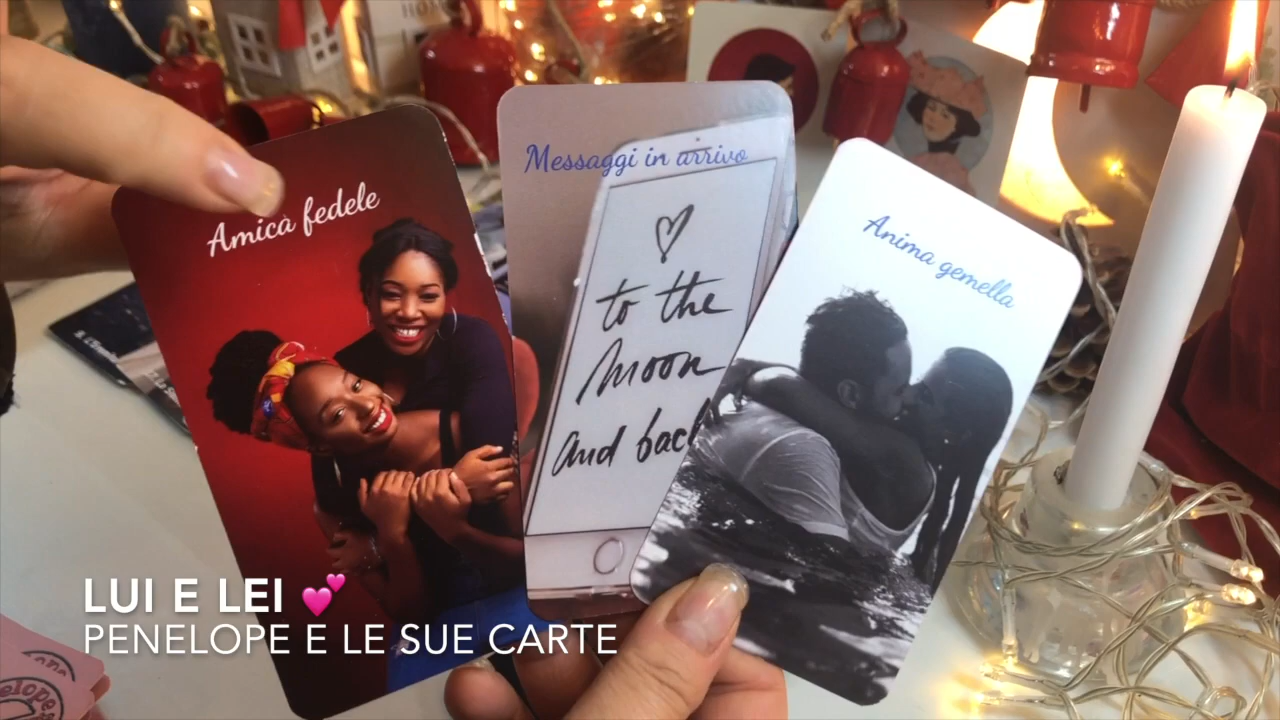 Amica fedele
Messaggi in arrivo
to the
moon
and back
Anima gemella
LUI E LEI 💕
PENELOPE E LE SUE CARTE